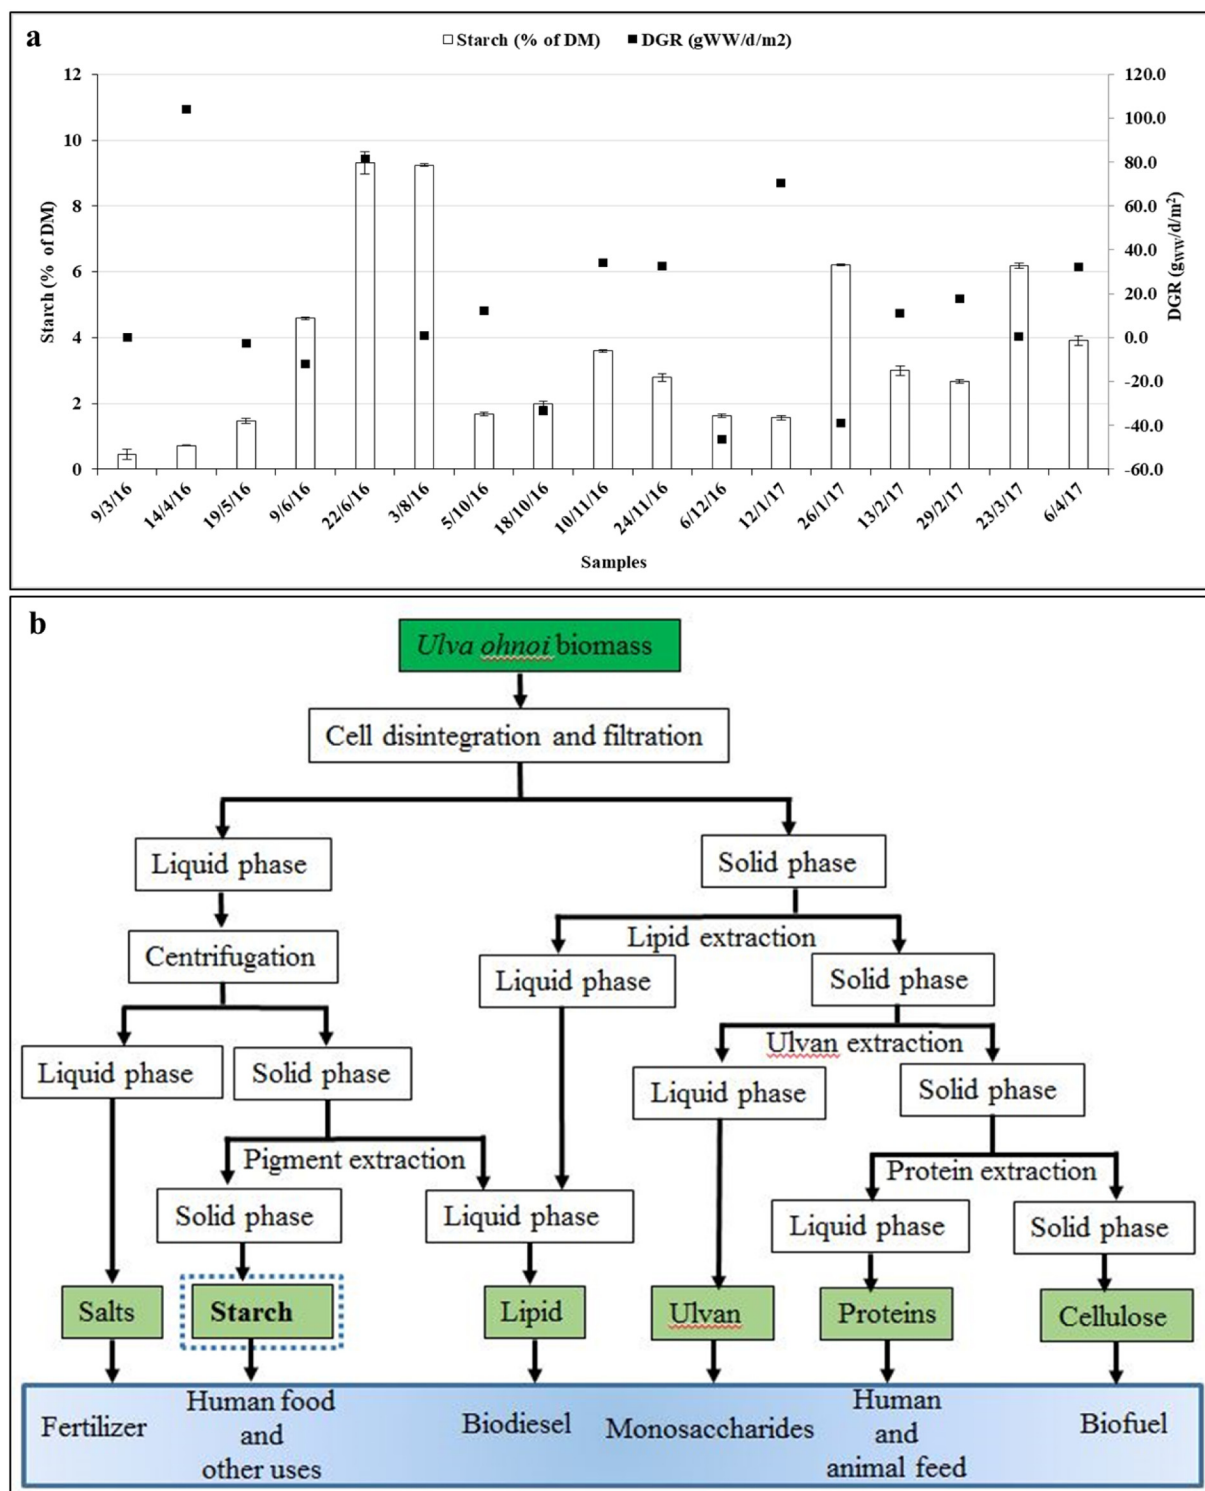 a
Starch (% of DM) DGR (gWW/d/m2)
12 120.0
100.0
10
80.0
8
60.0
40.0
6
20.0
4 0.0
-20.0
2
-40.0
0 -60.0
Starch (% of DM)
DGR (gww/d/m²)
9/3/16 14/4/16 19/5/16 9/6/16 22/6/16 3/8/16 5/10/16 18/10/16 10/11/16 24/11/16 6/12/16 12/1/17 26/1/17 13/2/17 29/2/17 23/3/17 6/4/17
Samples
b
Ulva ohnoi biomass
Cell disintegration and filtration
Liquid phase Solid phase
Lipid extraction
Centrifugation
Liquid phase Solid phase
Ulvan extraction
Liquid phase Solid phase
Liquid phase Solid phase
Pigment extraction
Protein extraction
Solid phase Liquid phase
Liquid phase Solid phase
Salts Starch Lipid Ulvan Proteins Cellulose
Fertilizer
Human food
and
other uses
Biodiesel
Monosaccharides
Human
and
animal feed
Biofuel